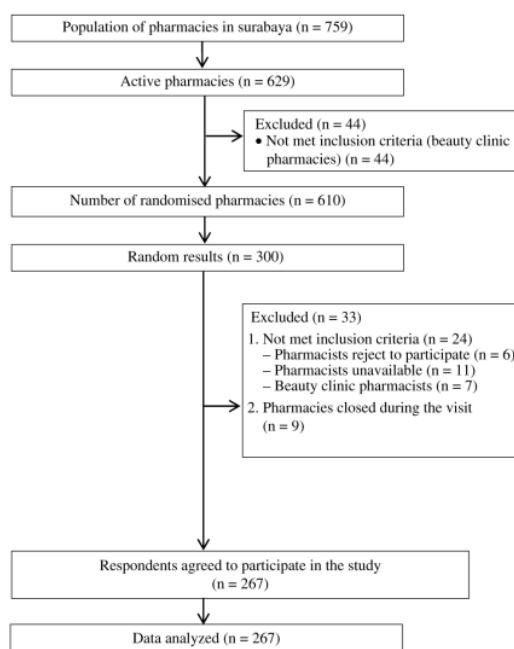 Population of pharmacies in surabaya (n = 759)
Active pharmacies (n = 629)
Excluded (n = 44)
• Not met inclusion criteria (beauty clinic
pharmacies) (n = 44)
Number of randomised pharmacies (n = 610)
Random results (n = 300)
Excluded (n = 33)
1. Not met inclusion criteria (n = 24)
– Pharmacists reject to participate (n = 6)
– Pharmacists unavailable (n = 11)
– Beauty clinic pharmacists (n = 7)
2. Pharmacies closed during the visit
(n = 9)
Respondents agreed to participate in the study
(n = 267)
Data analyzed (n = 267)